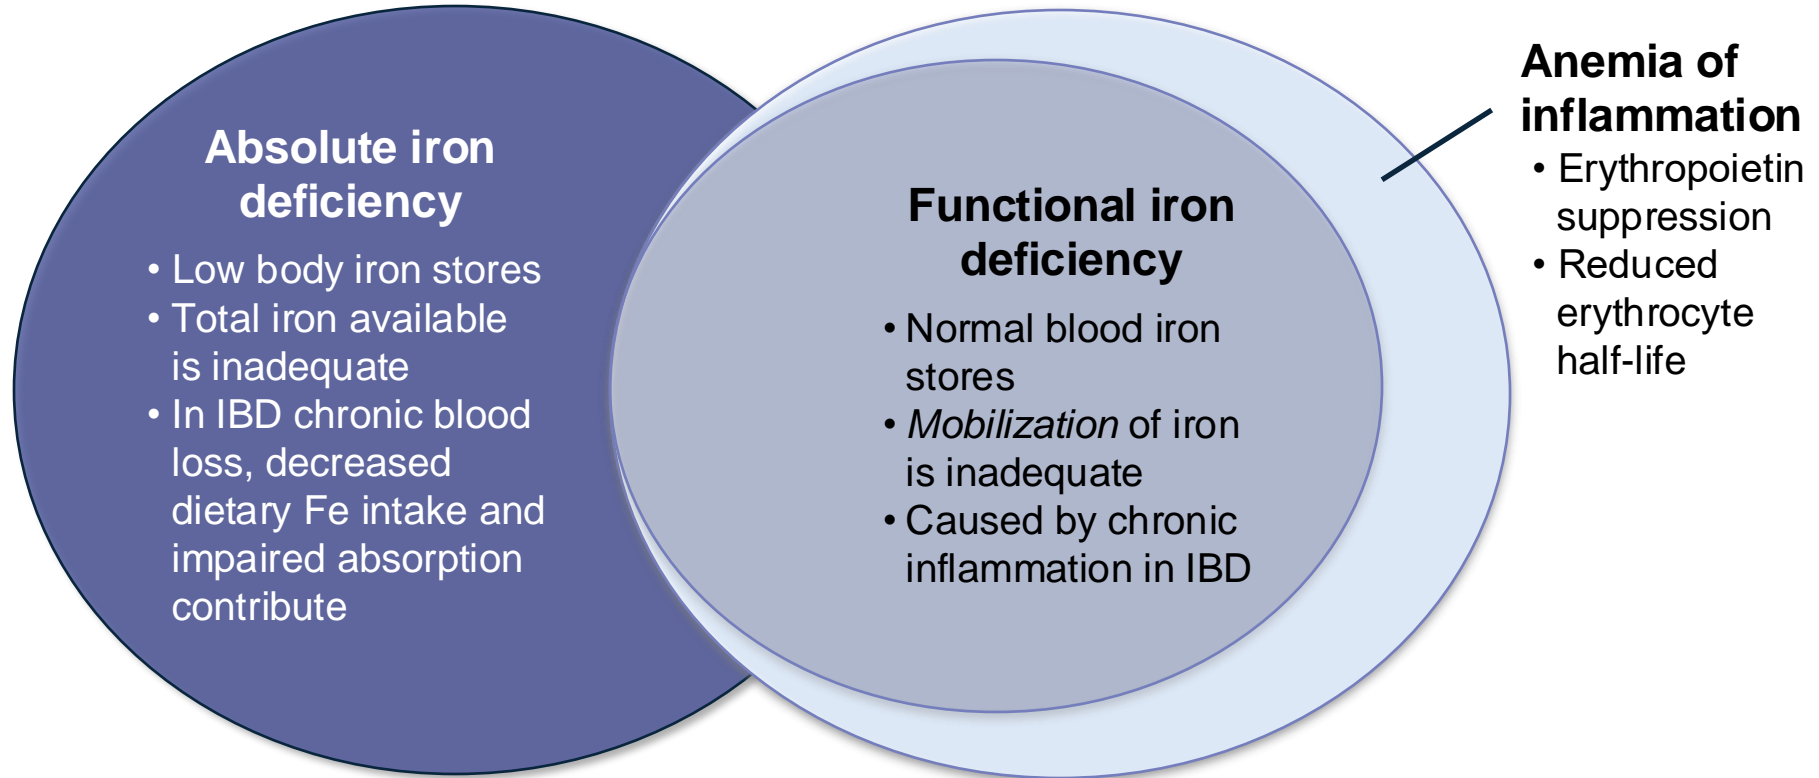 Absolute iron
deficiency
• Low body iron stores
• Total iron available
is inadequate
• In IBD chronic blood
loss, decreased
dietary Fe intake and
impaired absorption
contribute
Functional iron
deficiency
• Normal blood iron
stores
• Mobilization of iron
is inadequate
• Caused by chronic
inflammation in IBD
Anemia of
inflammation
• Erythropoietin
suppression
• Reduced
erythrocyte
half-life